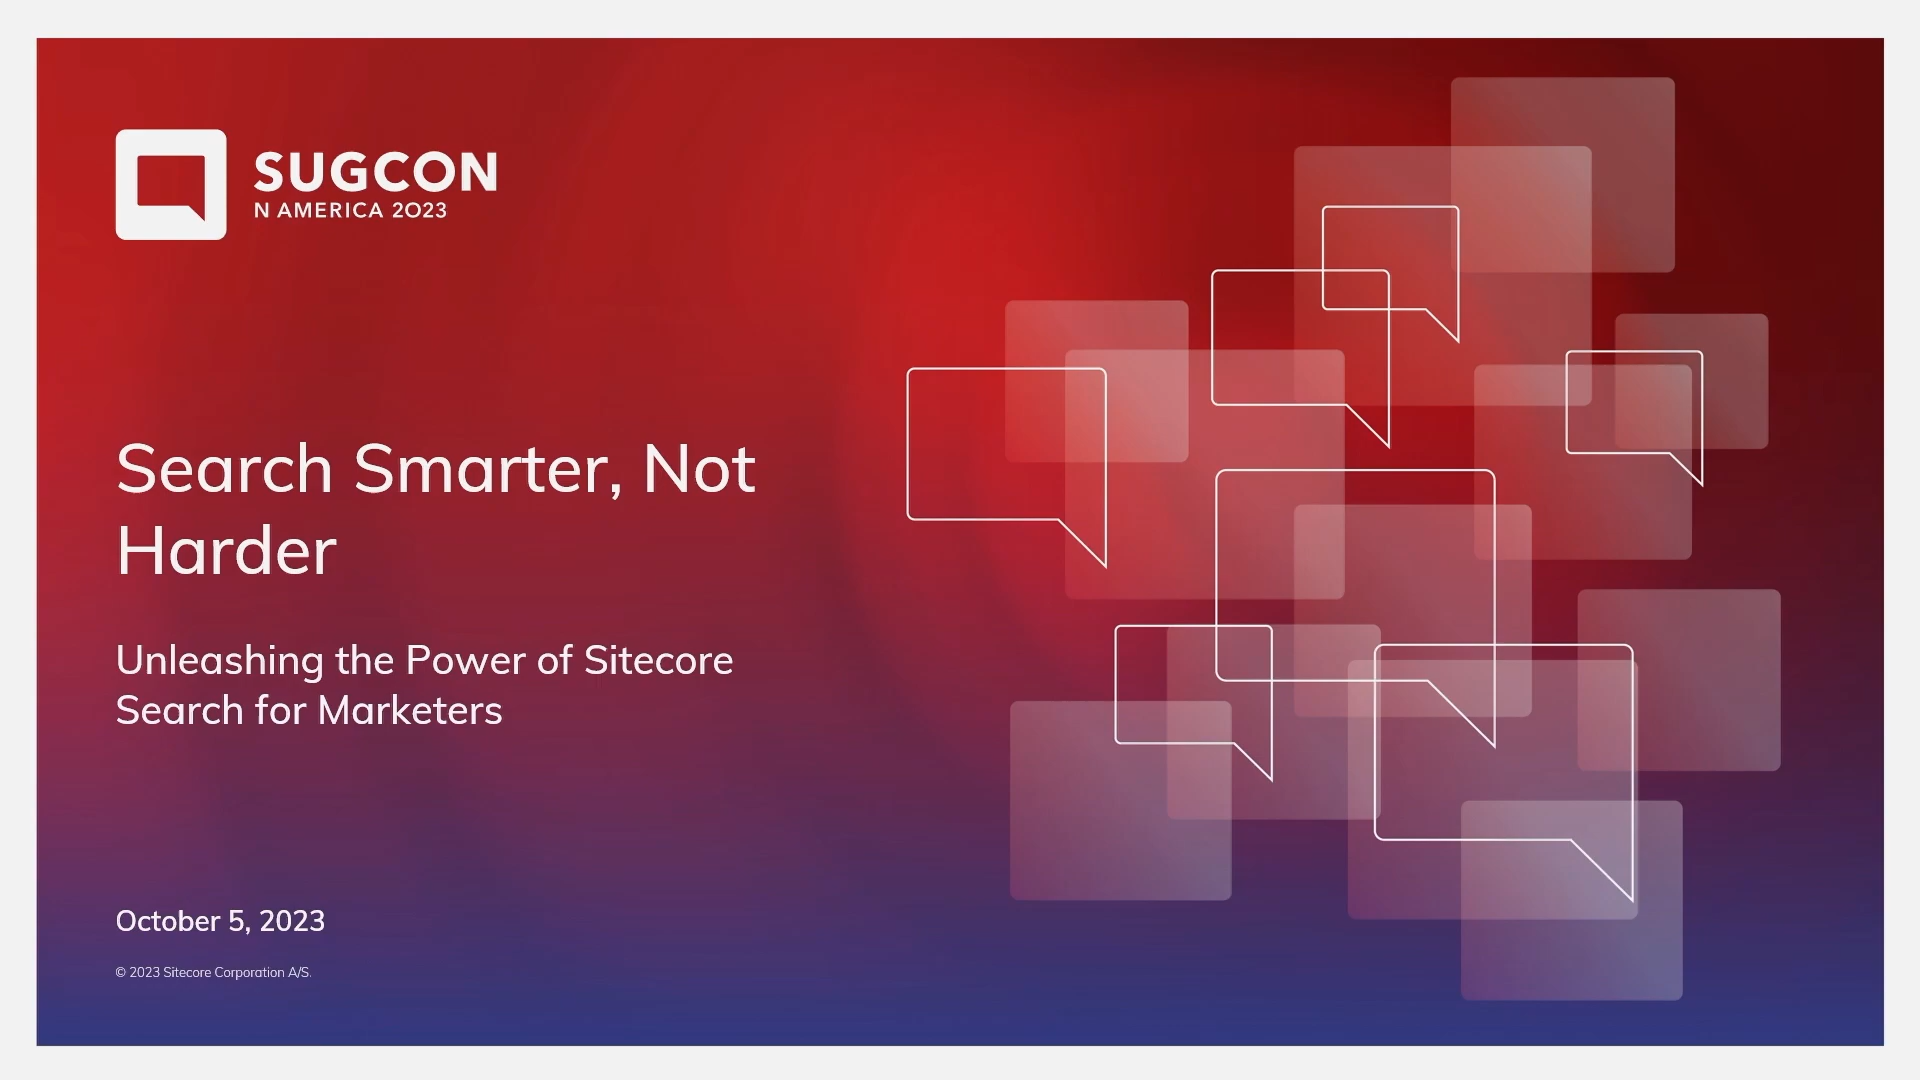 SUGCON
N AMERICA 2023
Search Smarter, Not
Harder
Unleashing the Power of Sitecore
Search for Marketers
October 5, 2023
© 2023 Sitecore Corporation A/S.